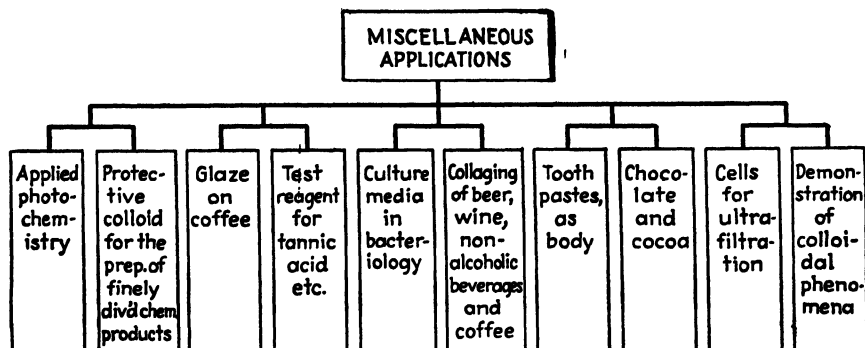 MISCELLANEOUS
APPLICATIONS
Applied
photo-
chem-
istry
Protec-
tive
colloid
for the
prep. of
finely
div'd chem.
products
Glaze
on
coffee
Test
reagent
for
tannic
acid
etc.
Culture
media
in
bacter-
iology
Collaging
of beer,
wine,
non-
alcoholic
beverages
and
coffee
Tooth
pastes,
as
body
Choco-
late
and
cocoa
Cells
for
ultra-
filtra-
tion
Demon-
stration
of
colloi-
dal
pheno-
mena